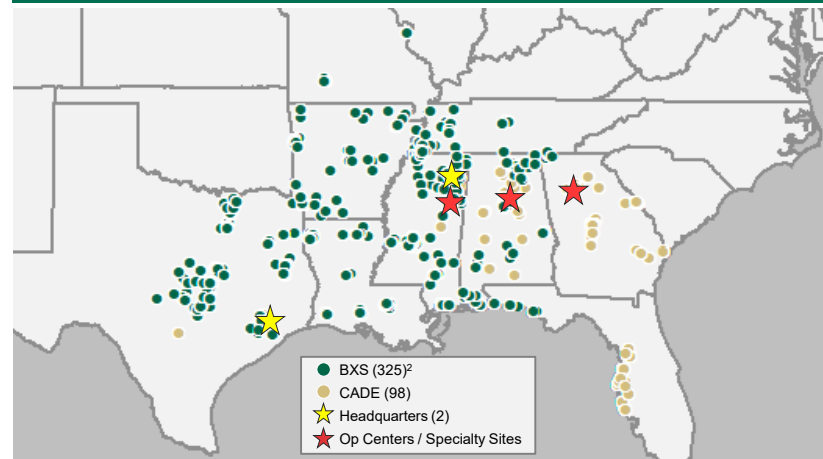 BXS (325)²
CADE (98)
Headquarters (2)
Op Centers / Specialty Sites